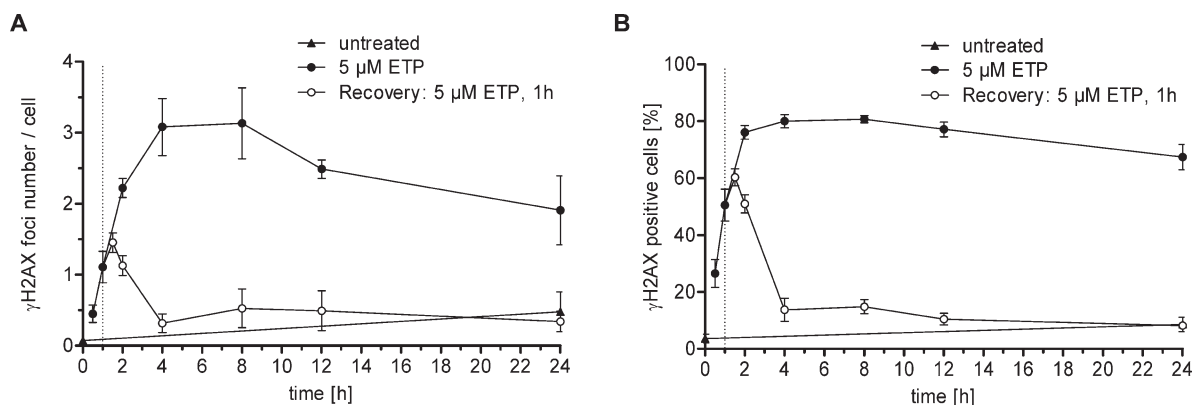 A
untreated
5 µM ETP
Recovery: 5 µM ETP, 1h
γH2AX foci number / cell
4
3
2
1
0
0 2 4 6 8 10 12 14 16 18 20 22 24
time [h]
B
untreated
5 µM ETP
Recovery: 5 µM ETP, 1h
γH2AX positive cells [%]
100
80
60
40
20
0
0 2 4 6 8 10 12 14 16 18 20 22 24
time [h]